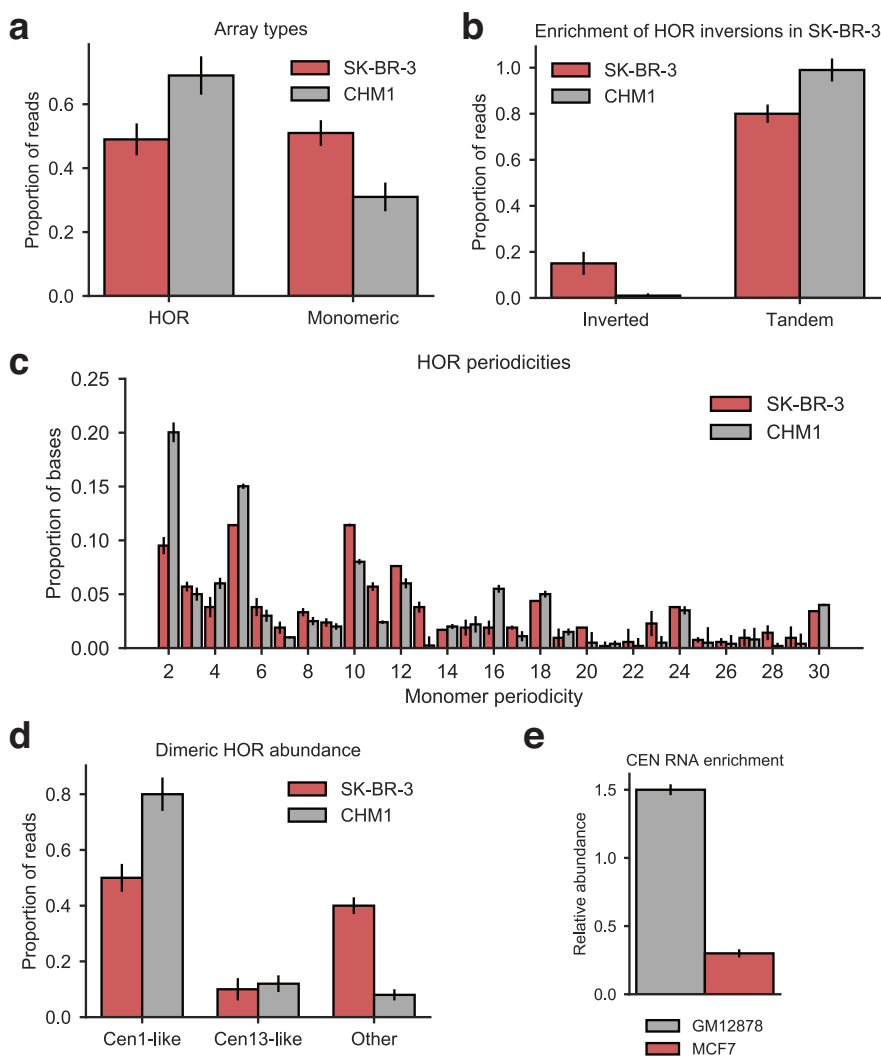 a
Array types
Proportion of reads
0.6
0.4
0.2
0.0
SK-BR-3
CHM1
HOR
Monomeric
b
Enrichment of HOR inversions in SK-BR-3
Proportion of reads
1.0
0.8
0.6
0.4
0.2
0.0
SK-BR-3
CHM1
Inverted
Tandem
c
HOR periodicities
Proportion of bases
0.25
0.20
0.15
0.10
0.05
0.00
SK-BR-3
CHM1
2 4 6 8 10 12 14 16 18 20 22 24 26 28 30
Monomer periodicity
d
Dimeric HOR abundance
Proportion of reads
0.8
0.6
0.4
0.2
0.0
SK-BR-3
CHM1
Cen1-like
Cen13-like
Other
e
CEN RNA enrichment
Relative abundance
1.5
1.0
0.5
0.0
GM12878
MCF7